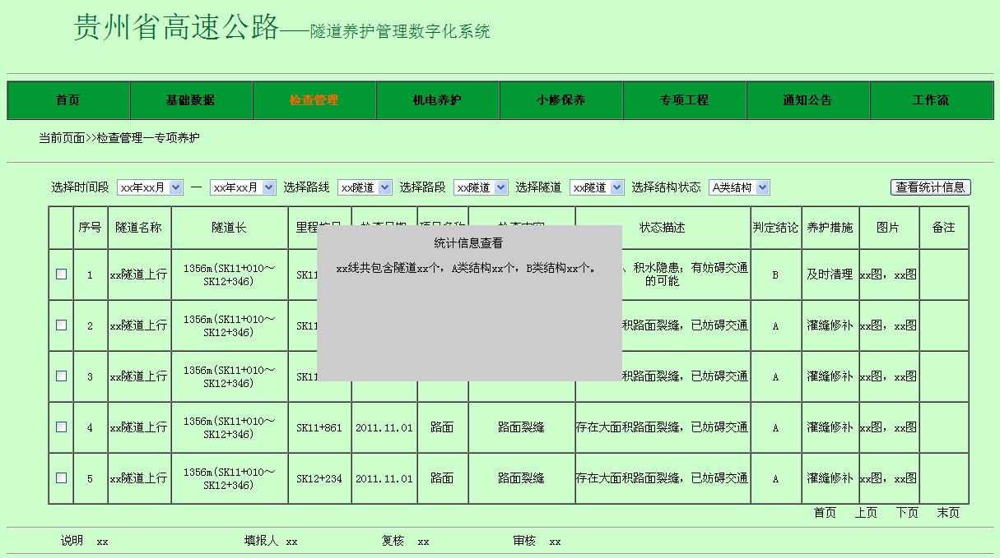 贵州省高速公路——隧道养护管理数字化系统
首页 基础数据 检查管理 机电养护 小修保养 专项工程 通知公告 工作流
当前页面>>检查管理—专项养护
选择时间段 xx年xx月 — xx年xx月 选择路线 xx隧道 选择路段 xx隧道 选择隧道 xx隧道 选择结构状态 A类结构 查看统计信息
序号 隧道名称 隧道长 里程桩号 检查日期 项目名称 检查内容 状态描述 判定结论 养护措施 图片 备注
统计信息查看
xx线共包含隧道xx个，A类结构xx个，B类结构xx个。
1 xx隧道上行 1356m(SK11+010～ SK11 、积水隐患；有妨碍交通 B 及时清理 xx图，xx图
SK12+346) 的可能
2 xx隧道上行 1356m(SK11+010～ SK11 积路面裂缝，已妨碍交通 A 灌缝修补 xx图，xx图
SK12+346)
3 xx隧道上行 1356m(SK11+010～ SK11 积路面裂缝，已妨碍交通 A 灌缝修补 xx图，xx图
SK12+346)
4 xx隧道上行 1356m(SK11+010～ SK11+861 2011.11.01 路面 路面裂缝 存在大面积路面裂缝，已妨碍交通 A 灌缝修补 xx图，xx图
SK12+346)
5 xx隧道上行 1356m(SK11+010～ SK12+234 2011.11.01 路面 路面裂缝 存在大面积路面裂缝，已妨碍交通 A 灌缝修补 xx图，xx图
SK12+346)
首页 上页 下页 末页
说明 xx 填报人 xx 复核 xx 审核 xx